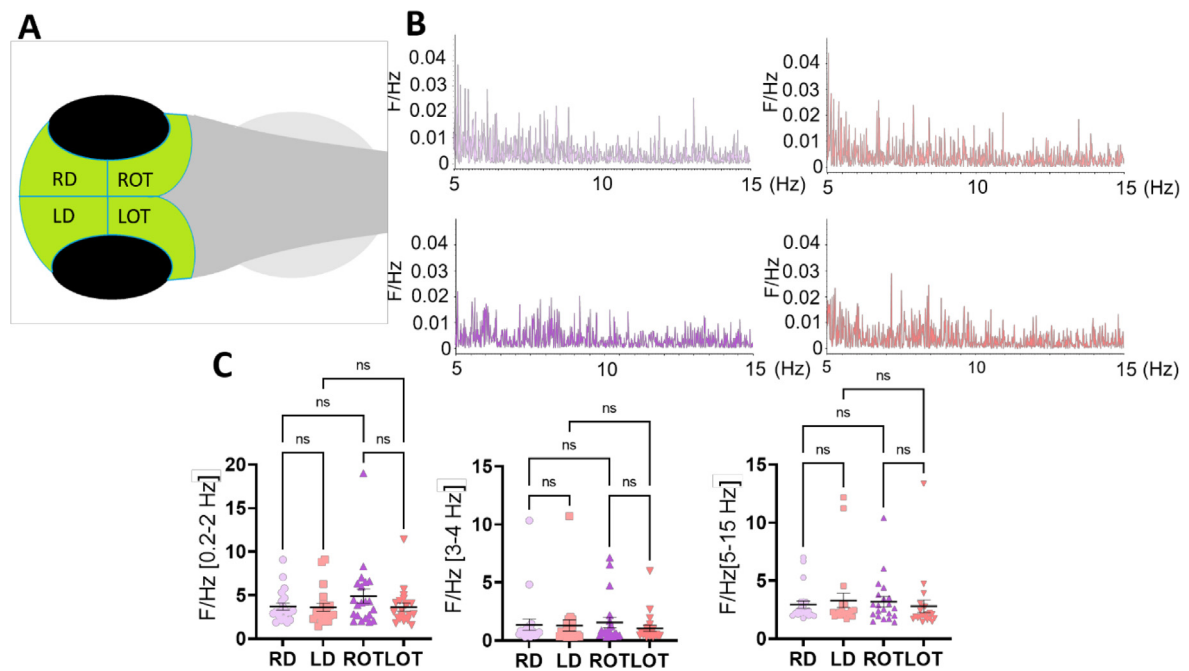 A
RD
ROT
LD
LOT
B
F/Hz
0.04
0.03
0.02
0.01
0
5
10
15 (Hz)
F/Hz
0.04
0.03
0.02
0.01
0
5
10
15 (Hz)
F/Hz
0.04
0.03
0.02
0.01
0
5
10
15 (Hz)
F/Hz
0.04
0.03
0.02
0.01
0
5
10
15 (Hz)
C
F/Hz [0.2-2 Hz]
20
15
10
5
0
ns
ns
ns
ns
RD LD ROT LOT
F/Hz [3-4 Hz]
15
10
5
0
ns
ns
ns
ns
RD LD ROT LOT
F/Hz[5-15 Hz]
15
10
5
0
ns
ns
ns
ns
RD LD ROT LOT